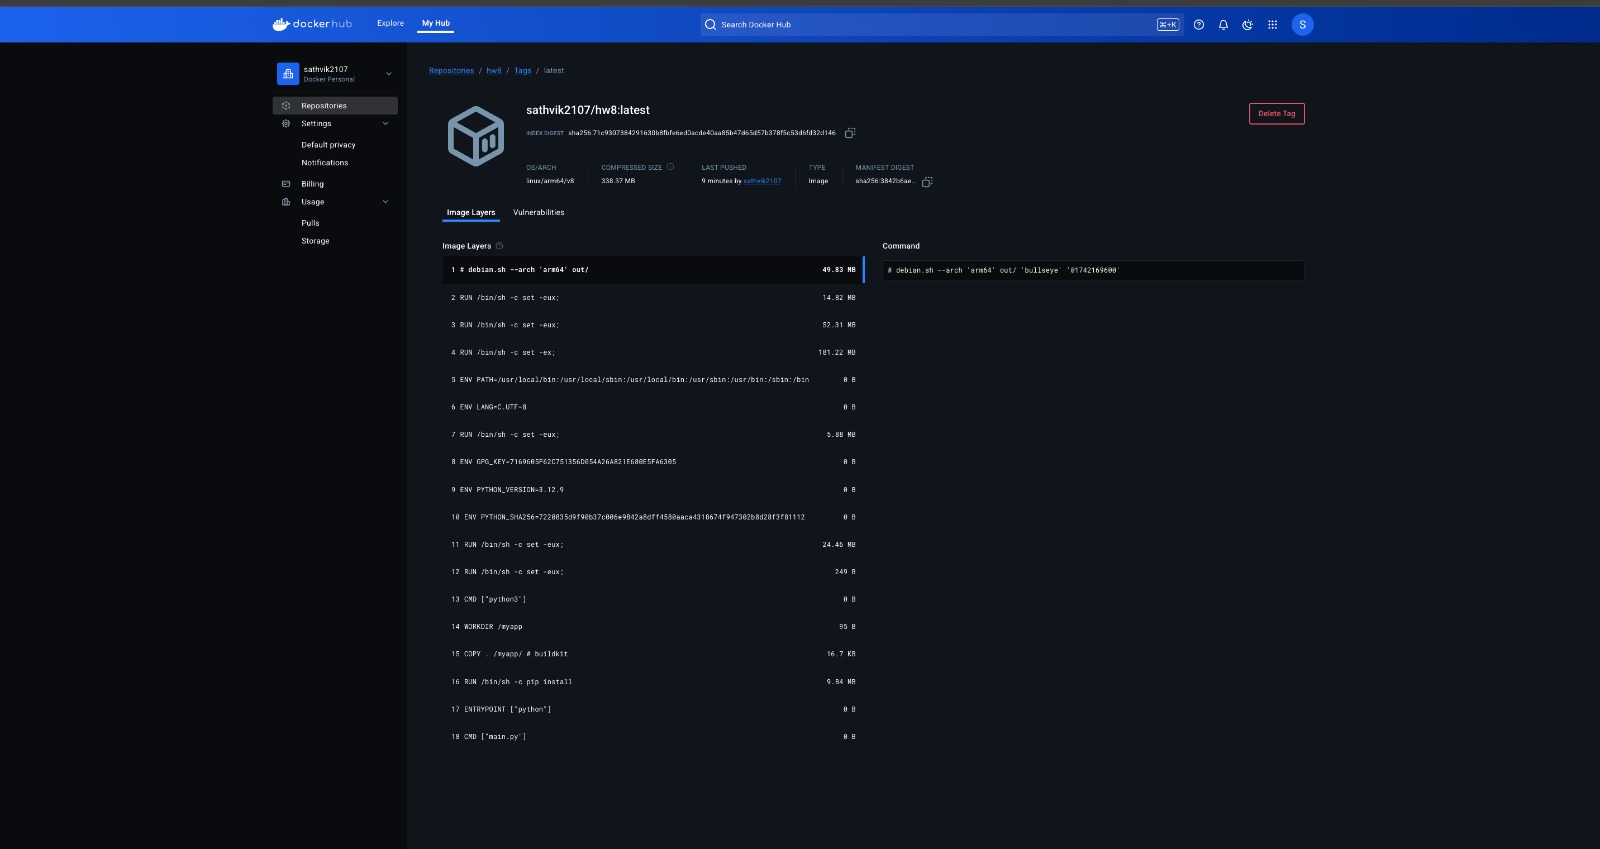 dockerhub Explore My Hub Search Docker Hub ⌘+K S
sathvik2107
Docker Personal
Repositories
Settings
Default privacy
Notifications
Billing
Usage
Pulls
Storage
Repositories / hw8 / Tags / latest
sathvik2107/hw8:latest
Delete Tag
INDEX DIGEST sha256:71c9307384291630b8fbfe6ed0acde40aa85b47d65d57b378f5c53d6fd32d146
OS/ARCH COMPRESSED SIZE LAST PUSHED TYPE MANIFEST DIGEST
linux/arm64/v8 338.37 MB 9 minutes by sathvik2107 Image sha256:3842b6ae...
Image Layers Vulnerabilities
Image Layers
1 # debian.sh --arch 'arm64' out/ 49.83 MB
2 RUN /bin/sh -c set -eux; 14.82 MB
3 RUN /bin/sh -c set -eux; 52.31 MB
4 RUN /bin/sh -c set -ex; 181.22 MB
5 ENV PATH=/usr/local/bin:/usr/local/sbin:/usr/local/bin:/usr/sbin:/usr/bin:/sbin:/bin 0 B
6 ENV LANG=C.UTF-8 0 B
7 RUN /bin/sh -c set -eux; 5.88 MB
8 ENV GPG_KEY=7169605F62C751356D054A26A821E680E5FA6305 0 B
9 ENV PYTHON_VERSION=3.12.9 0 B
10 ENV PYTHON_SHA256=7220835d9f90b37c006e9842a8dff4580aaca4318674f947302b8d28f3f81112 0 B
11 RUN /bin/sh -c set -eux; 24.46 MB
12 RUN /bin/sh -c set -eux; 249 B
13 CMD ["python3"] 0 B
14 WORKDIR /myapp 95 B
15 COPY . /myapp/ # buildkit 16.7 KB
16 RUN /bin/sh -c pip install 9.84 MB
17 ENTRYPOINT ["python"] 0 B
18 CMD ["main.py"] 0 B
Command
# debian.sh --arch 'arm64' out/ 'bullseye' '@1742169600'